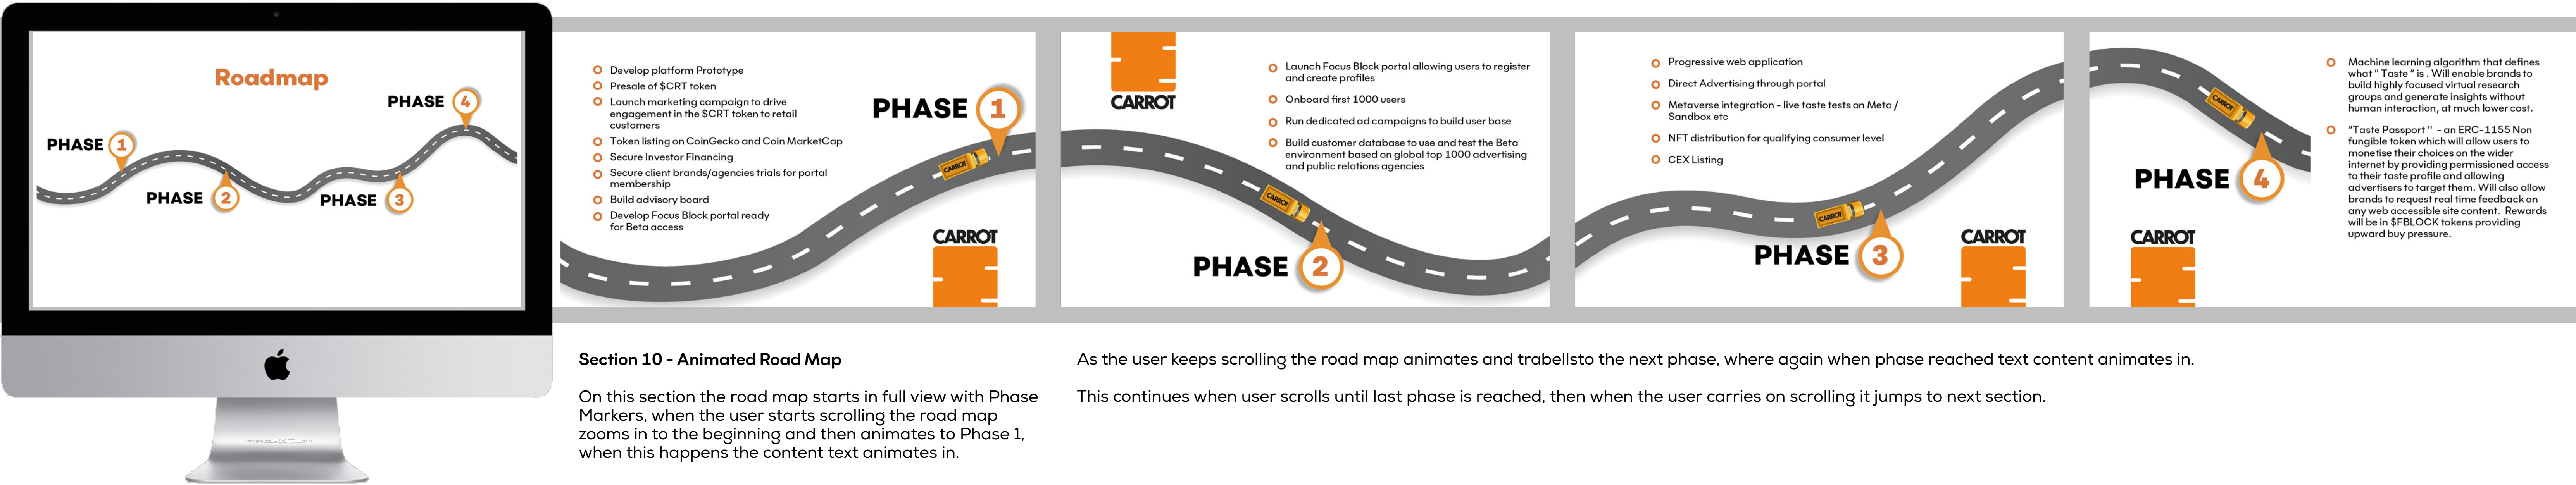 Roadmap
PHASE 1
PHASE 2
PHASE 3
PHASE 4
Develop platform Prototype
Presale of $CRT token
Launch marketing campaign to drive
engagement in the $CRT token to retail
customers
Token listing on CoinGecko and Coin MarketCap
Secure Investor Financing
Secure client brands/agencies trials for portal
membership
Build advisory board
Develop Focus Block portal ready
for Beta access
PHASE 1
CARROT
CARROT
CARROT
Launch Focus Block portal allowing users to register
and create profiles
Onboard first 1000 users
Run dedicated ad campaigns to build user base
Build customer database to use and test the Beta
environment based on global top 1000 advertising
and public relations agencies
CARROT
PHASE 2
Progressive web application
Direct Advertising through portal
Metaverse integration - live taste tests on Meta /
Sandbox etc
NFT distribution for qualifying consumer level
CEX Listing
CARROT
PHASE 3
CARROT
CARROT
PHASE 4
CARROT
Machine learning algorithm that defines
what " Taste " is . Will enable brands to
build highly focused virtual research
groups and generate insights without
human interaction, at much lower cost.
"Taste Passport " - an ERC-1155 Non
fungible token which will allow users to
monetise their choices on the wider
internet by providing permissioned access
to their taste profile and allowing
advertisers to target them. Will also allow
brands to request real time feedback on
any web accessible site content. Rewards
will be in $FBLOCK tokens providing
upward buy pressure.
Section 10 - Animated Road Map
On this section the road map starts in full view with Phase
Markers, when the user starts scrolling the road map
zooms in to the beginning and then animates to Phase 1,
when this happens the content text animates in.
As the user keeps scrolling the road map animates and trabellsto the next phase, where again when phase reached text content animates in.
This continues when user scrolls until last phase is reached, then when the user carries on scrolling it jumps to next section.